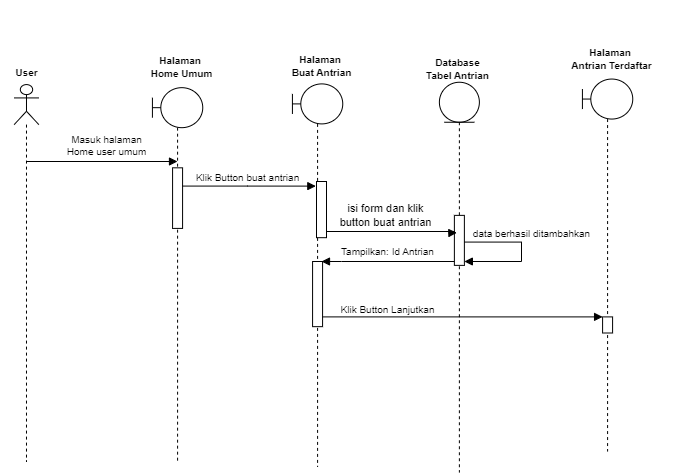 User
Halaman
Home Umum
Halaman
Buat Antrian
Database
Tabel Antrian
Halaman
Antrian Terdaftar
Masuk halaman
Home user umum
Klik Button buat antrian
isi form dan klik
button buat antrian
data berhasil ditambahkan
Tampilkan: Id Antrian
Klik Button Lanjutkan